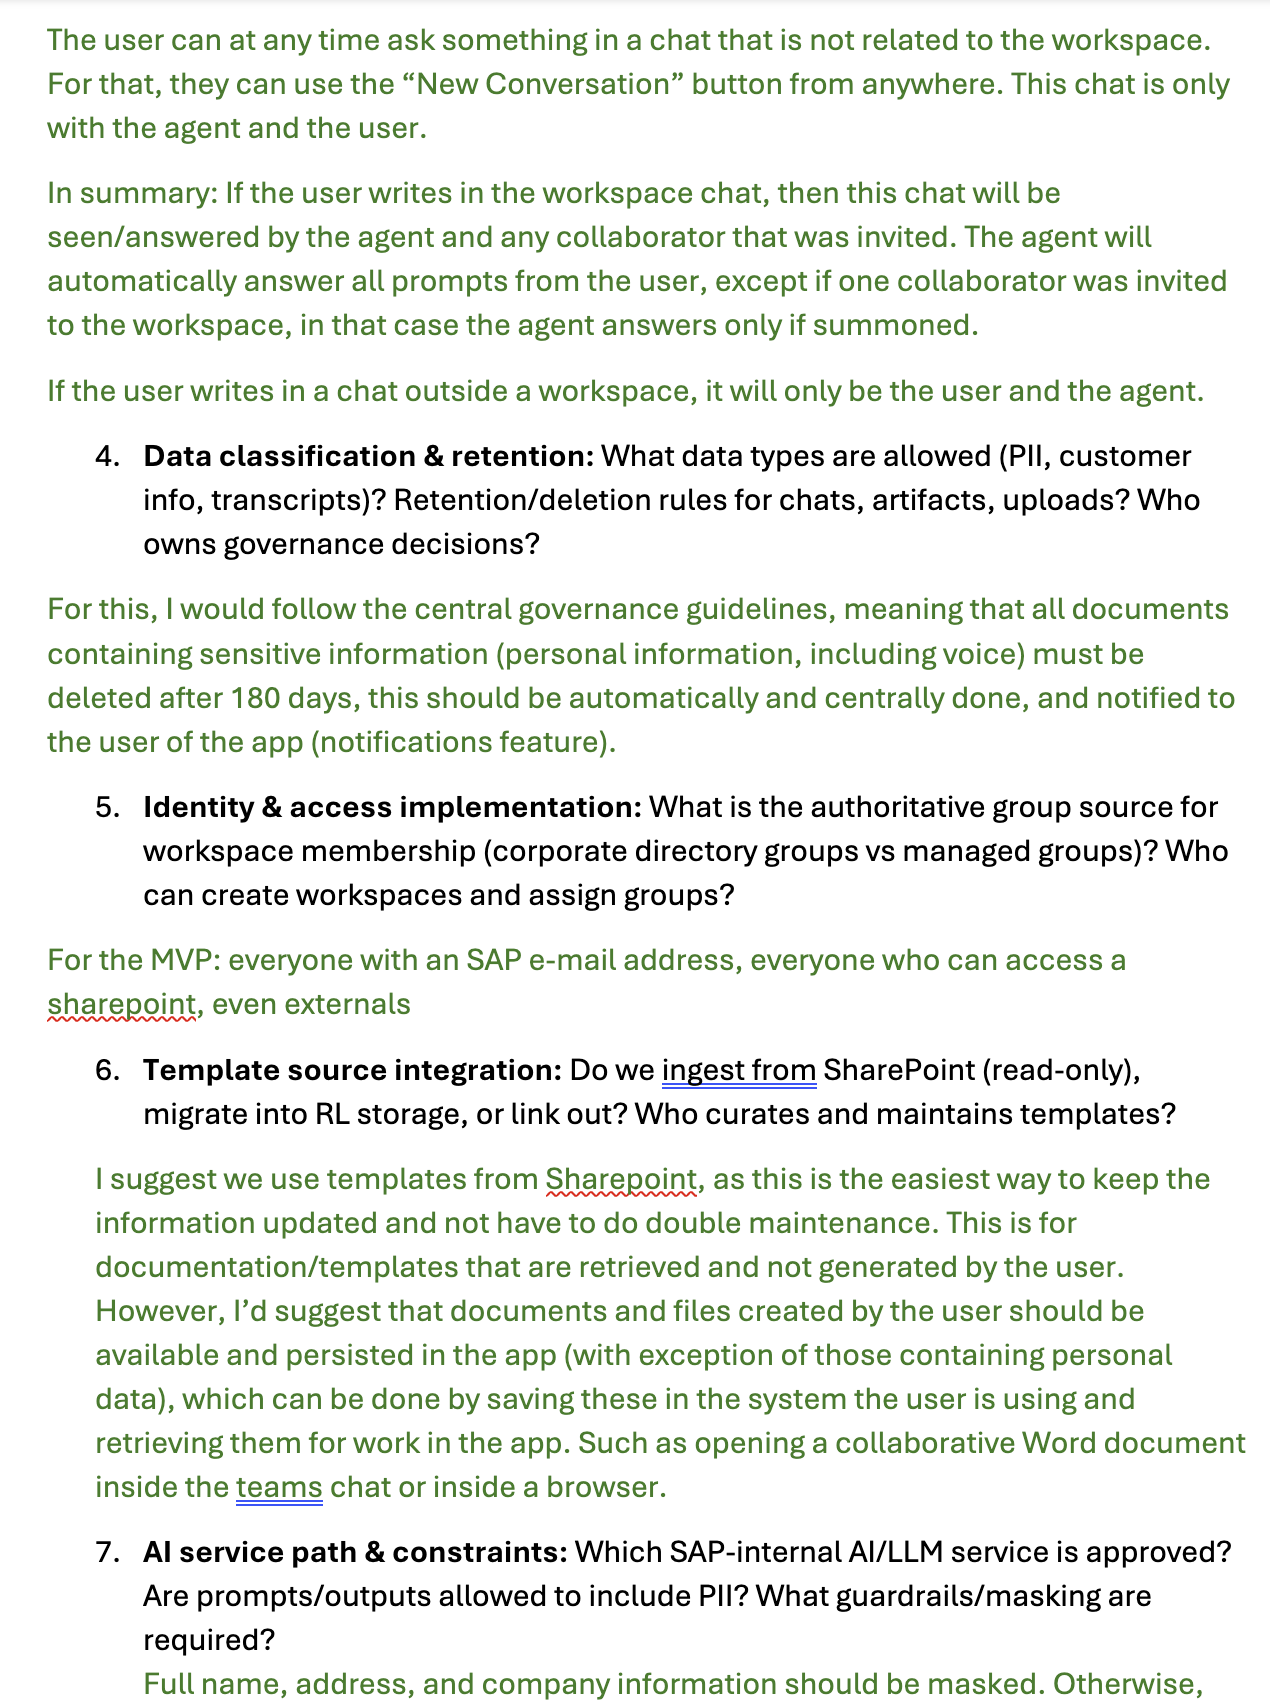 The user can at any time ask something in a chat that is not related to the workspace.
For that, they can use the “New Conversation” button from anywhere. This chat is only
with the agent and the user.
In summary: If the user writes in the workspace chat, then this chat will be
seen/answered by the agent and any collaborator that was invited. The agent will
automatically answer all prompts from the user, except if one collaborator was invited
to the workspace, in that case the agent answers only if summoned.
If the user writes in a chat outside a workspace, it will only be the user and the agent.
4. Data classification & retention: What data types are allowed (PII, customer
info, transcripts)? Retention/deletion rules for chats, artifacts, uploads? Who
owns governance decisions?
For this, I would follow the central governance guidelines, meaning that all documents
containing sensitive information (personal information, including voice) must be
deleted after 180 days, this should be automatically and centrally done, and notified to
the user of the app (notifications feature).
5. Identity & access implementation: What is the authoritative group source for
workspace membership (corporate directory groups vs managed groups)? Who
can create workspaces and assign groups?
For the MVP: everyone with an SAP e-mail address, everyone who can access a
sharepoint, even externals
6. Template source integration: Do we ingest from SharePoint (read-only),
migrate into RL storage, or link out? Who curates and maintains templates?
I suggest we use templates from Sharepoint, as this is the easiest way to keep the
information updated and not have to do double maintenance. This is for
documentation/templates that are retrieved and not generated by the user.
However, I’d suggest that documents and files created by the user should be
available and persisted in the app (with exception of those containing personal
data), which can be done by saving these in the system the user is using and
retrieving them for work in the app. Such as opening a collaborative Word document
inside the teams chat or inside a browser.
7. AI service path & constraints: Which SAP-internal AI/LLM service is approved?
Are prompts/outputs allowed to include PII? What guardrails/masking are
required?
Full name, address, and company information should be masked. Otherwise,